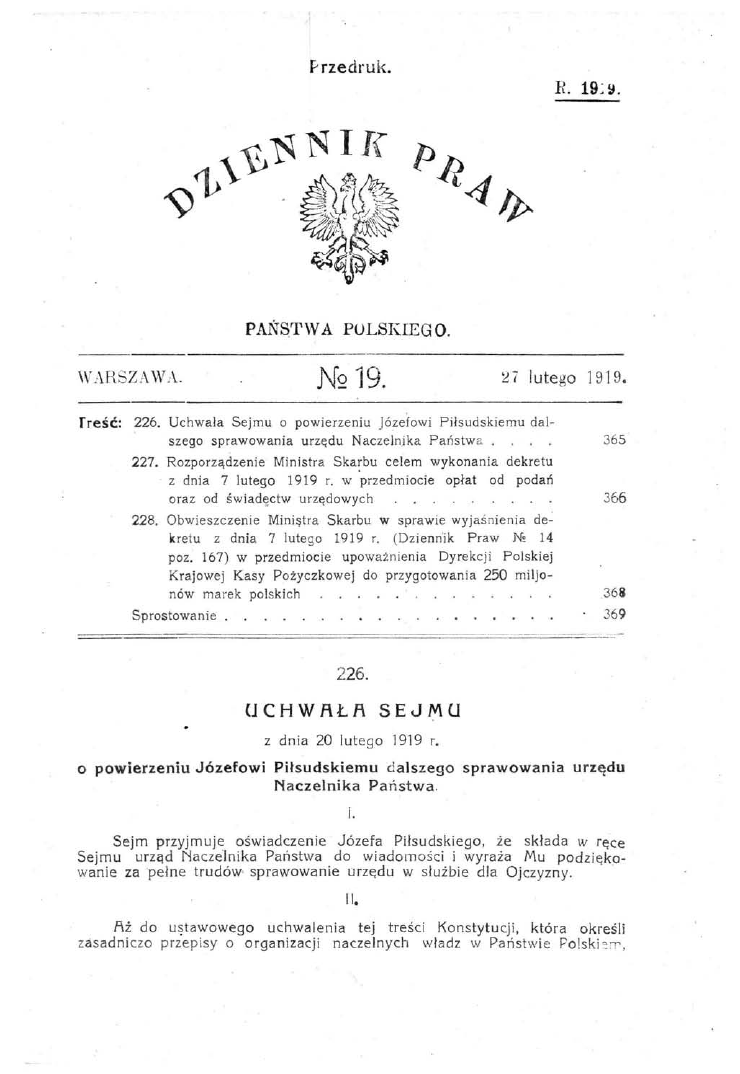 Przedruk.
R. 1919.
DZIENNIK PRAW
PAŃSTWA POLSKIEGO.
WARSZAWA. № 19. 27 lutego 1919.
Treść: 226. Uchwała Sejmu o powierzeniu Józefowi Piłsudskiemu dal-
szego sprawowania urzędu Naczelnika Państwa . . . . 365
227. Rozporządzenie Ministra Skarbu celem wykonania dekretu
z dnia 7 lutego 1919 r. w przedmiocie opłat od podań
oraz od świadectw urzędowych . . . . . . . . . 366
228. Obwieszczenie Ministra Skarbu w sprawie wyjaśnienia de-
kretu z dnia 7 lutego 1919 r. (Dziennik Praw № 14
poz. 167) w przedmiocie upoważnienia Dyrekcji Polskiej
Krajowej Kasy Pożyczkowej do przygotowania 250 miljo-
nów marek polskich . . . . . . . . . . . . . 368
Sprostowanie . . . . . . . . . . . . . . . . . . 369
226.
UCHWAŁA SEJMU
z dnia 20 lutego 1919 r.
o powierzeniu Józefowi Piłsudskiemu dalszego sprawowania urzędu
Naczelnika Państwa.
I.
Sejm przyjmuje oświadczenie Józefa Piłsudskiego, że składa w ręce
Sejmu urząd Naczelnika Państwa do wiadomości i wyraża Mu podzięko-
wanie za pełne trudów sprawowanie urzędu w służbie dla Ojczyzny.
II.
Aż do ustawowego uchwalenia tej treści Konstytucji, która określi
zasadniczo przepisy o organizacji naczelnych władz w Państwie Polskiem,